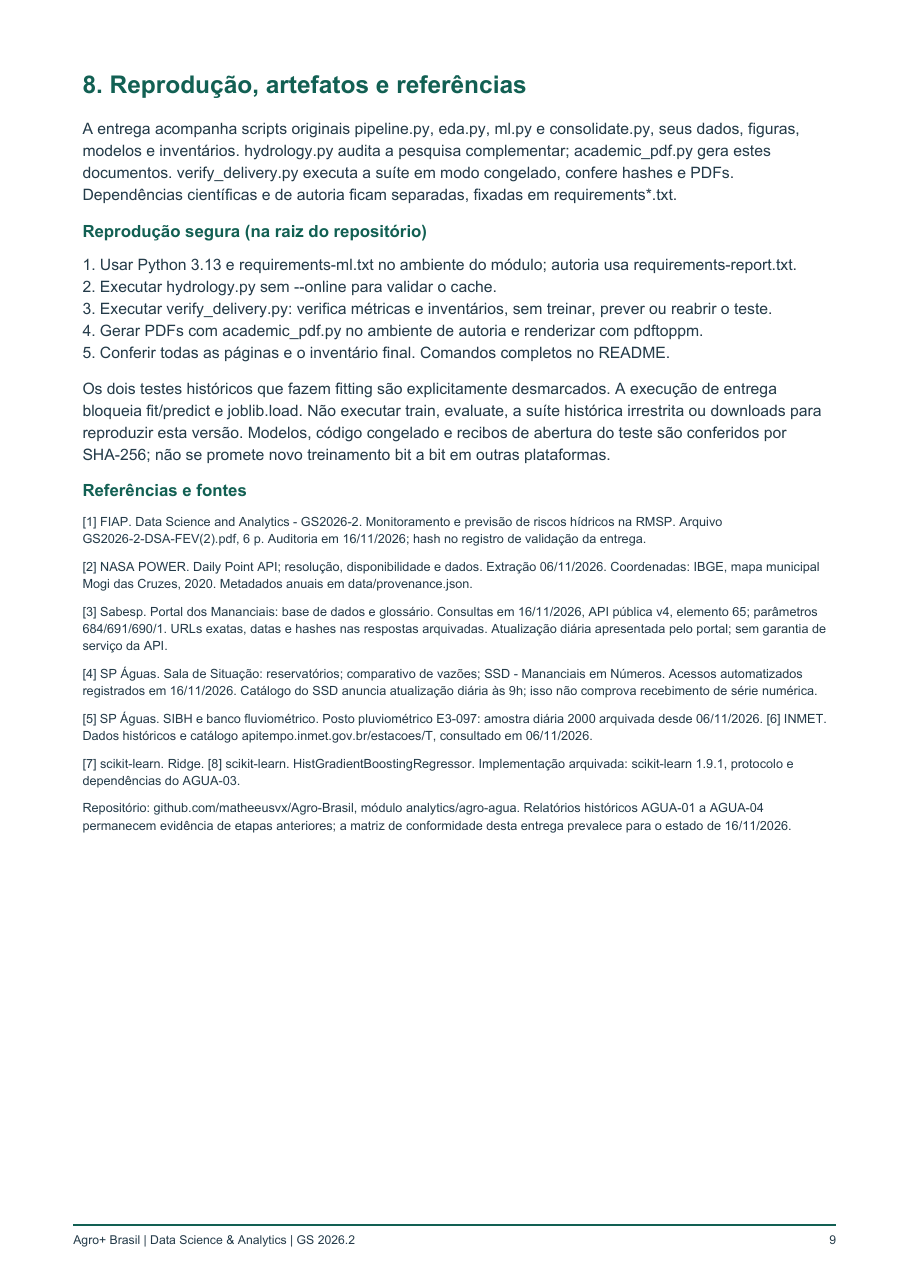 8. Reprodução, artefatos e referências
A entrega acompanha scripts originais pipeline.py, eda.py, ml.py e consolidate.py, seus dados, figuras,
modelos e inventários. hydrology.py audita a pesquisa complementar; academic_pdf.py gera estes
documentos. verify_delivery.py executa a suíte em modo congelado, confere hashes e PDFs.
Dependências científicas e de autoria ficam separadas, fixadas em requirements*.txt.
Reprodução segura (na raiz do repositório)
1. Usar Python 3.13 e requirements-ml.txt no ambiente do módulo; autoria usa requirements-report.txt.
2. Executar hydrology.py sem --online para validar o cache.
3. Executar verify_delivery.py: verifica métricas e inventários, sem treinar, prever ou reabrir o teste.
4. Gerar PDFs com academic_pdf.py no ambiente de autoria e renderizar com pdftoppm.
5. Conferir todas as páginas e o inventário final. Comandos completos no README.
Os dois testes históricos que fazem fitting são explicitamente desmarcados. A execução de entrega
bloqueia fit/predict e joblib.load. Não executar train, evaluate, a suíte histórica irrestrita ou downloads para
reproduzir esta versão. Modelos, código congelado e recibos de abertura do teste são conferidos por
SHA-256; não se promete novo treinamento bit a bit em outras plataformas.
Referências e fontes
[1] FIAP. Data Science and Analytics - GS2026-2. Monitoramento e previsão de riscos hídricos na RMSP. Arquivo
GS2026-2-DSA-FEV(2).pdf, 6 p. Auditoria em 16/11/2026; hash no registro de validação da entrega.
[2] NASA POWER. Daily Point API; resolução, disponibilidade e dados. Extração 06/11/2026. Coordenadas: IBGE, mapa municipal
Mogi das Cruzes, 2020. Metadados anuais em data/provenance.json.
[3] Sabesp. Portal dos Mananciais: base de dados e glossário. Consultas em 16/11/2026, API pública v4, elemento 65; parâmetros
684/691/690/1. URLs exatas, datas e hashes nas respostas arquivadas. Atualização diária apresentada pelo portal; sem garantia de
serviço da API.
[4] SP Águas. Sala de Situação: reservatórios; comparativo de vazões; SSD - Mananciais em Números. Acessos automatizados
registrados em 16/11/2026. Catálogo do SSD anuncia atualização diária às 9h; isso não comprova recebimento de série numérica.
[5] SP Águas. SIBH e banco fluviométrico. Posto pluviométrico E3-097: amostra diária 2000 arquivada desde 06/11/2026. [6] INMET.
Dados históricos e catálogo apitempo.inmet.gov.br/estacoes/T, consultado em 06/11/2026.
[7] scikit-learn. Ridge. [8] scikit-learn. HistGradientBoostingRegressor. Implementação arquivada: scikit-learn 1.9.1, protocolo e
dependências do AGUA-03.
Repositório: github.com/matheeusvx/Agro-Brasil, módulo analytics/agro-agua. Relatórios históricos AGUA-01 a AGUA-04
permanecem evidência de etapas anteriores; a matriz de conformidade desta entrega prevalece para o estado de 16/11/2026.
Agro+ Brasil | Data Science & Analytics | GS 2026.2
9